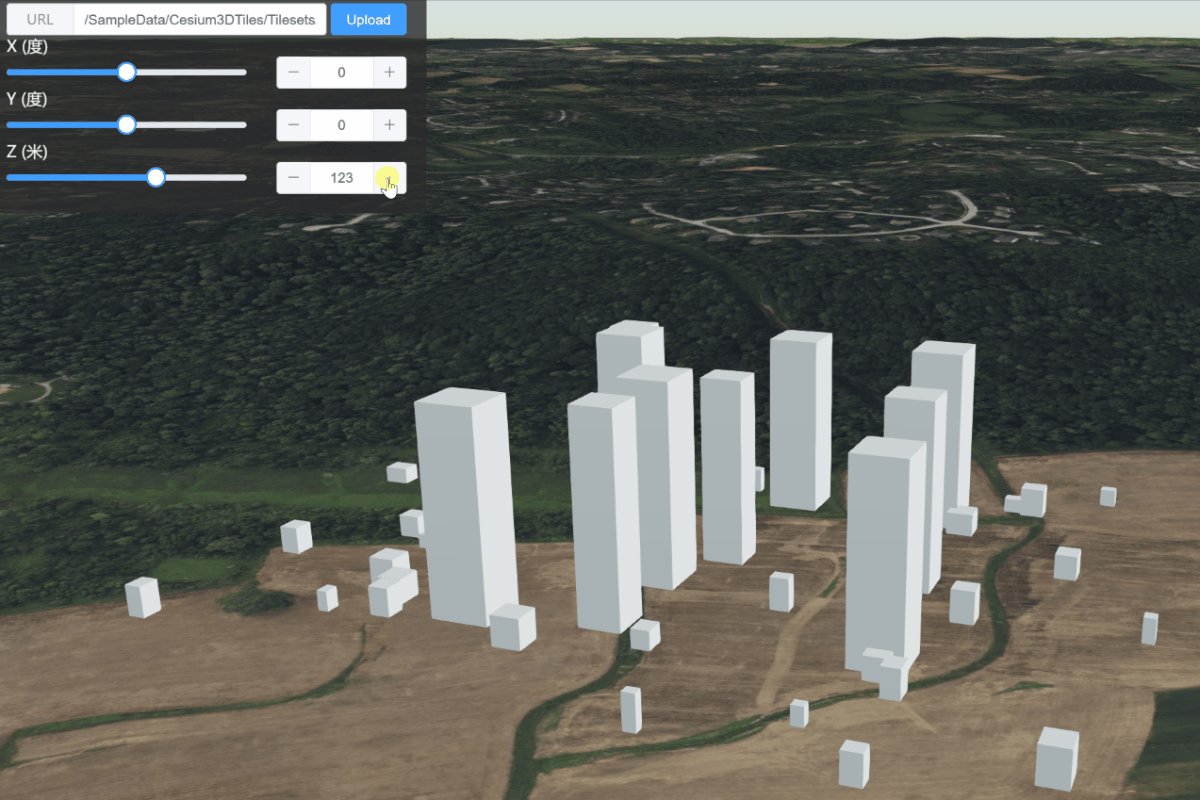 URL /SampleData/Cesium3DTiles/Tilesets Upload
X (度)
0
Y (度)
0
Z (米)
123